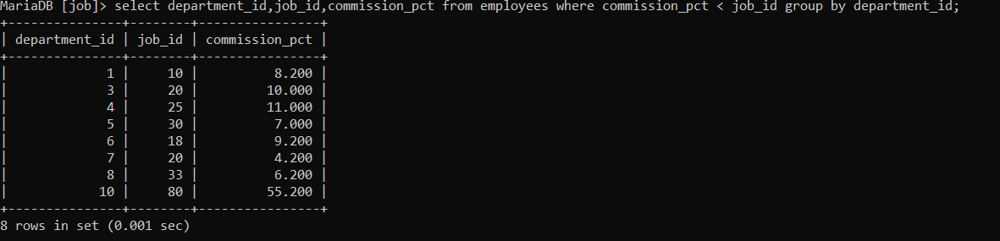 MariaDB [job]> select department_id,job_id,commission_pct from employees where commission_pct < job_id group by department_id;
+---------------+--------+----------------+
| department_id | job_id | commission_pct |
+---------------+--------+----------------+
|             1 |     10 |          8.200 |
|             3 |     20 |         10.000 |
|             4 |     25 |         11.000 |
|             5 |     30 |          7.000 |
|             6 |     18 |          9.200 |
|             7 |     20 |          4.200 |
|             8 |     33 |          6.200 |
|            10 |     80 |         55.200 |
+---------------+--------+----------------+
8 rows in set (0.001 sec)